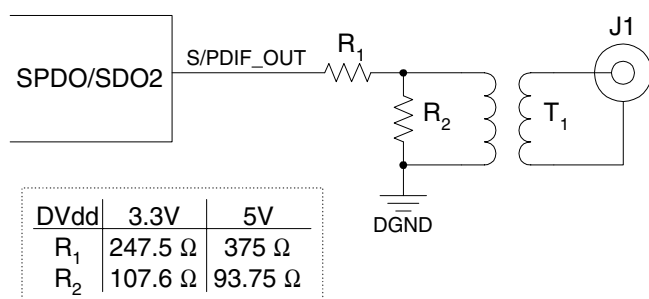 J1
R1
S/PDIF_OUT
SPDO/SDO2
R2
T1
DGND
DVdd 3.3V 5V
R1 247.5 Ω 375 Ω
R2 107.6 Ω 93.75 Ω